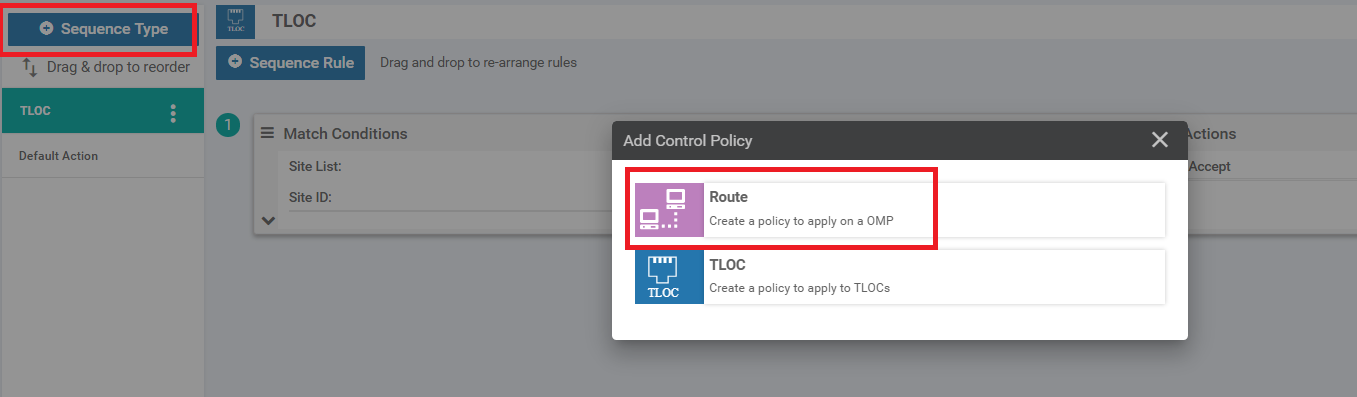 Sequence Type
Drag & drop to reorder
TLOC
Default Action
TLOC
TLOC
Sequence Rule
Drag and drop to re-arrange rules
1
Match Conditions
Site List:
Site ID:
Actions
Accept
Add Control Policy
Route
Create a policy to apply on a OMP
TLOC
TLOC
Create a policy to apply to TLOCs